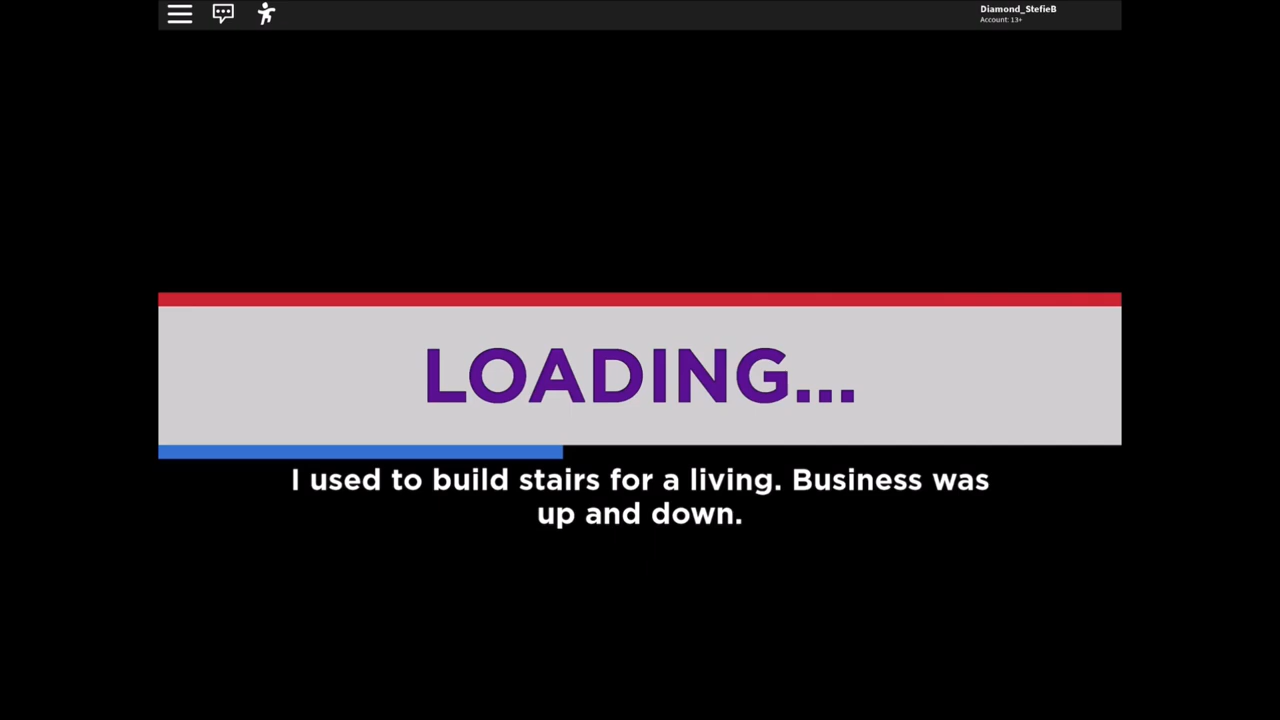 Diamond_StefieB
Account: 13+
LOADING...
I used to build stairs for a living. Business was
up and down.